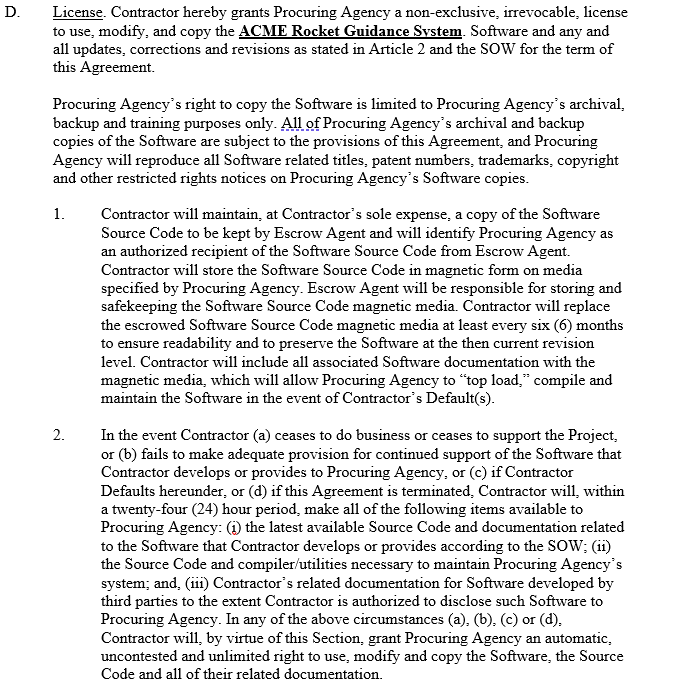 D. License. Contractor hereby grants Procuring Agency a non-exclusive, irrevocable, license
to use, modify, and copy the ACME Rocket Guidance System. Software and any and
all updates, corrections and revisions as stated in Article 2 and the SOW for the term of
this Agreement.
Procuring Agency's right to copy the Software is limited to Procuring Agency's archival,
backup and training purposes only. All of Procuring Agency's archival and backup
copies of the Software are subject to the provisions of this Agreement, and Procuring
Agency will reproduce all Software related titles, patent numbers, trademarks, copyright
and other restricted rights notices on Procuring Agency's Software copies.
1. Contractor will maintain, at Contractor's sole expense, a copy of the Software
Source Code to be kept by Escrow Agent and will identify Procuring Agency as
an authorized recipient of the Software Source Code from Escrow Agent.
Contractor will store the Software Source Code in magnetic form on media
specified by Procuring Agency. Escrow Agent will be responsible for storing and
safekeeping the Software Source Code magnetic media. Contractor will replace
the escrowed Software Source Code magnetic media at least every six (6) months
to ensure readability and to preserve the Software at the then current revision
level. Contractor will include all associated Software documentation with the
magnetic media, which will allow Procuring Agency to “top load,” compile and
maintain the Software in the event of Contractor's Default(s).
2. In the event Contractor (a) ceases to do business or ceases to support the Project,
or (b) fails to make adequate provision for continued support of the Software that
Contractor develops or provides to Procuring Agency, or (c) if Contractor
Defaults hereunder, or (d) if this Agreement is terminated, Contractor will, within
a twenty-four (24) hour period, make all of the following items available to
Procuring Agency: (i) the latest available Source Code and documentation related
to the Software that Contractor develops or provides according to the SOW; (ii)
the Source Code and compiler/utilities necessary to maintain Procuring Agency's
system; and, (iii) Contractor's related documentation for Software developed by
third parties to the extent Contractor is authorized to disclose such Software to
Procuring Agency. In any of the above circumstances (a), (b), (c) or (d),
Contractor will, by virtue of this Section, grant Procuring Agency an automatic,
uncontested and unlimited right to use, modify and copy the Software, the Source
Code and all of their related documentation.